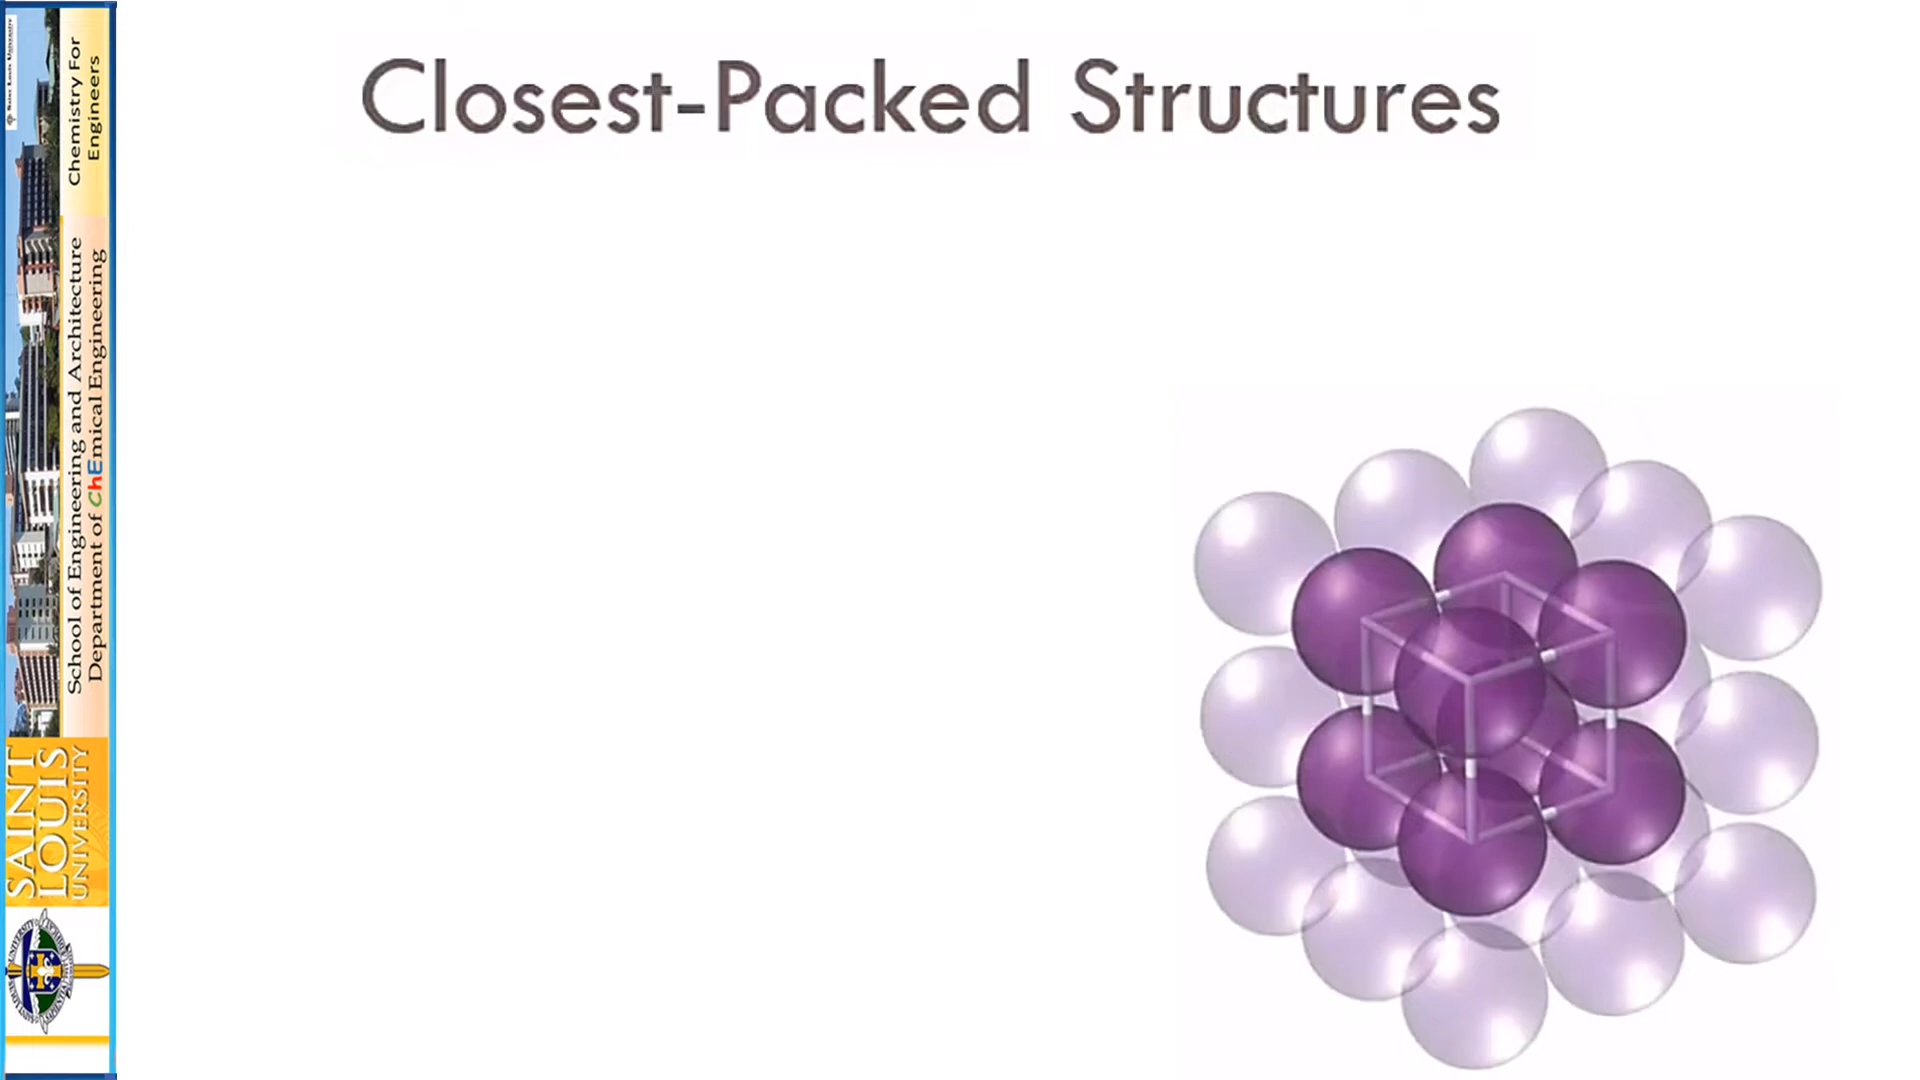 Closest-Packed Structures
Chemistry For
Engineers
School of Engineering and Architecture
Department of ChEmical Engineering
SAINT
LOUIS
UNIVERSITY